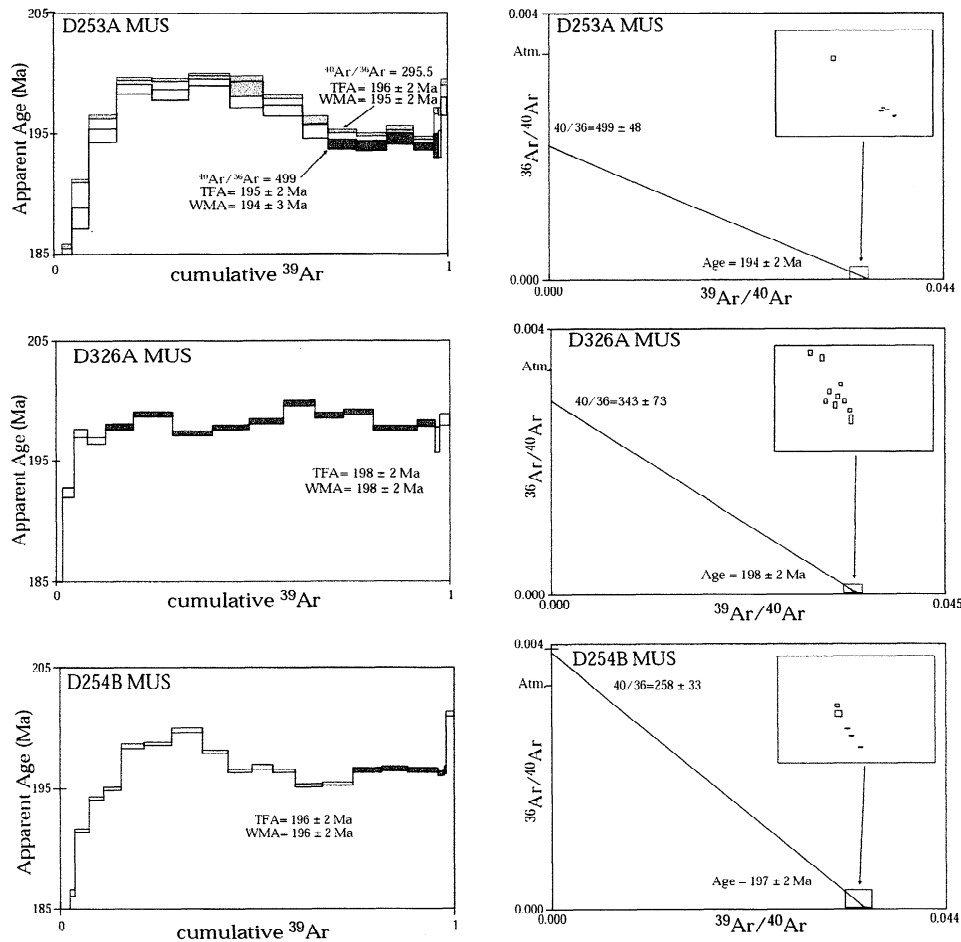 205
D253A MUS
⁴⁰Ar/³⁶Ar = 295.5
TFA= 196 ± 2 Ma
WMA= 195 ± 2 Ma
195
⁴⁰Ar/³⁶Ar = 499
TFA= 195 ± 2 Ma
WMA = 194 ± 3 Ma
185
0
1
Apparent Age (Ma)
cumulative ³⁹Ar
0.004
Atm.
40/36=499 ± 48
Age = 194 ± 2 Ma
0.000
0.000
0.044
³⁶Ar/⁴⁰Ar
³⁹Ar/⁴⁰Ar
205
D326A MUS
195
TFA= 198 ± 2 Ma
WMA= 198 ± 2 Ma
185
0
1
Apparent Age (Ma)
cumulative ³⁹Ar
0.004
D326A MUS
Atm.
40/36=343 ± 73
Age = 198 ± 2 Ma
0.000
0.000
0.045
³⁶Ar/⁴⁰Ar
³⁹Ar/⁴⁰Ar
205
D254B MUS
195
TFA= 196 ± 2 Ma
WMA– 196 ± 2 Ma
185
0
1
Apparent Age (Ma)
cumulative ³⁹Ar
0.004
D254B MUS
Atm.
40/36=258 ± 33
Age – 197 ± 2 Ma
0.000
0.000
0.044
³⁶Ar/⁴⁰Ar
³⁹Ar/⁴⁰Ar